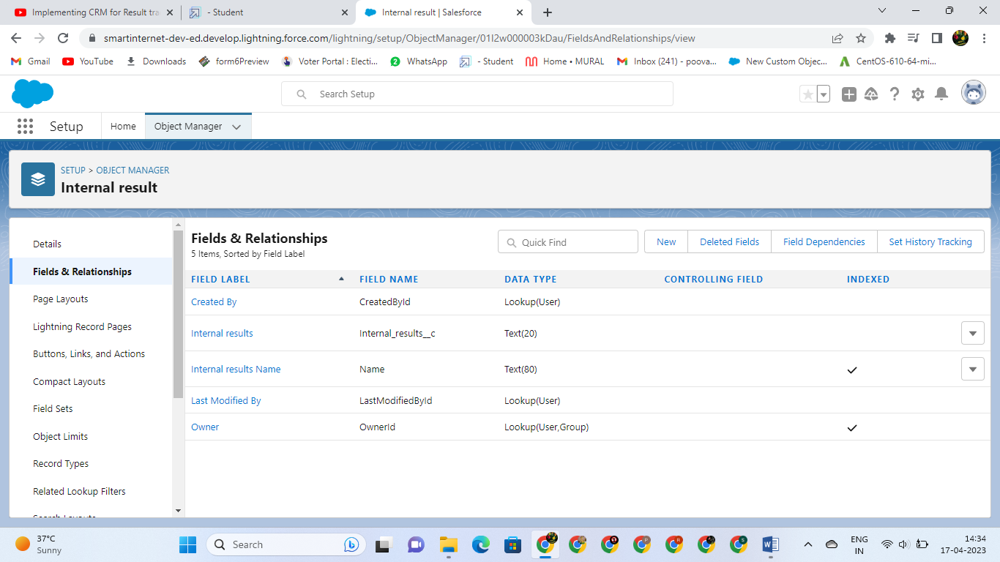 Implementing CRM for Result tra
- Student
Internal result | Salesforce
smartinternet-dev-ed.develop.lightning.force.com/lightning/setup/ObjectManager/01I2w000003kDau/FieldsAndRelationships/view
Gmail
YouTube
Downloads
form6Preview
Voter Portal : Electi...
WhatsApp
- Student
Home • MURAL
Inbox (241) - poova...
New Custom Objec...
CentOS-610-64-mi...
Search Setup
Setup
Home
Object Manager
SETUP > OBJECT MANAGER
Internal result
Details
Fields & Relationships
Page Layouts
Lightning Record Pages
Buttons, Links, and Actions
Compact Layouts
Field Sets
Object Limits
Record Types
Related Lookup Filters
Search Layouts
Fields & Relationships
5 Items, Sorted by Field Label
Quick Find
New
Deleted Fields
Field Dependencies
Set History Tracking
FIELD LABEL FIELD NAME DATA TYPE CONTROLLING FIELD INDEXED
Created By CreatedById Lookup(User)
Internal results Internal_results__c Text(20)
Internal results Name Name Text(80)
Last Modified By LastModifiedById Lookup(User)
Owner OwnerId Lookup(User,Group)
37°C
Sunny
Search
ENG
IN
14:34
17-04-2023